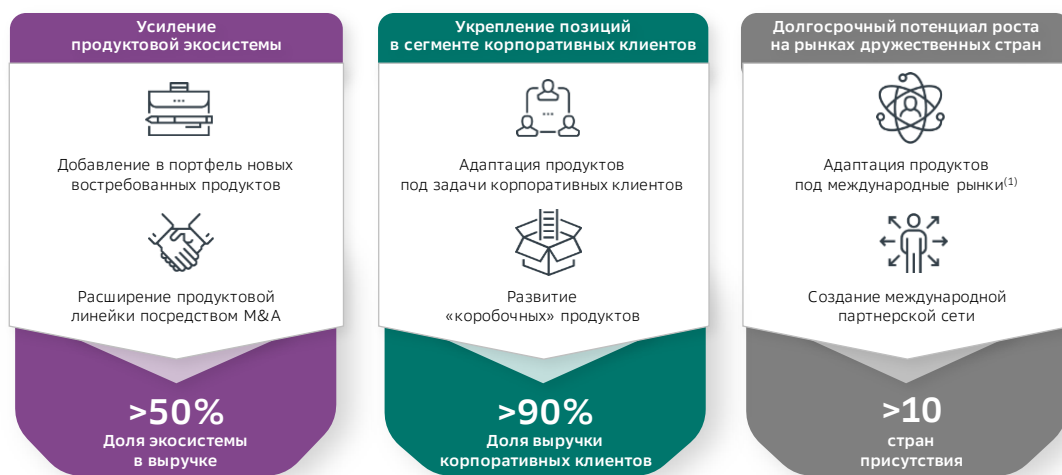 Усиление
продуктовой экосистемы
Добавление в портфель новых
востребованных продуктов
Расширение продуктовой
линейки посредством M&A
>50%
Доля экосистемы
в выручке
Укрепление позиций
в сегменте корпоративных клиентов
Адаптация продуктов
под задачи корпоративных клиентов
Развитие
«коробочных» продуктов
>90%
Доля выручки
корпоративных клиентов
Долгосрочный потенциал роста
на рынках дружественных стран
Адаптация продуктов
под международные рынки(1)
Создание международной
партнерской сети
>10
стран
присутствия